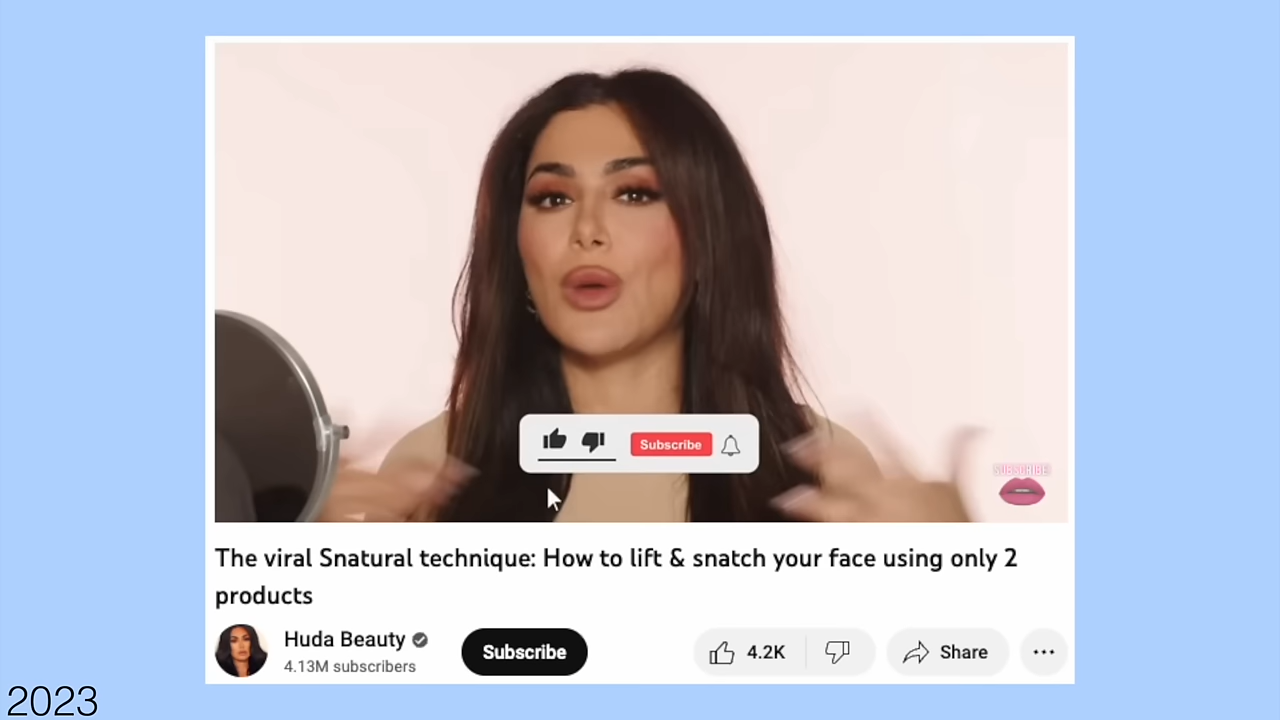 Subscribe
SUBSCRIBE!
The viral Snatural technique: How to lift & snatch your face using only 2
products
Huda Beauty
4.13M subscribers
Subscribe
4.2K
Share
2023